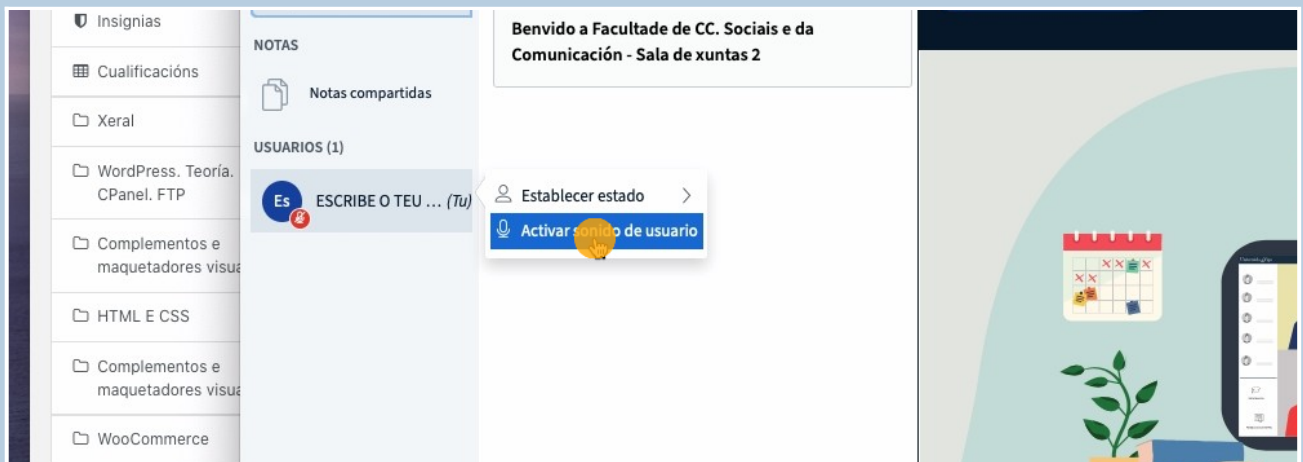 Insignias
Cualificacións
Xeral
WordPress. Teoría.
CPanel. FTP
Complementos e
maquetadores visua
HTML E CSS
Complementos e
maquetadores visua
WooCommerce
NOTAS
Notas compartidas
USUARIOS (1)
Es
ESCRIBE O TEU … (Tu)
Establecer estado
Activar sonido de usuario
Benvido a Facultade de CC. Sociais e da
Comunicación - Sala de xuntas 2